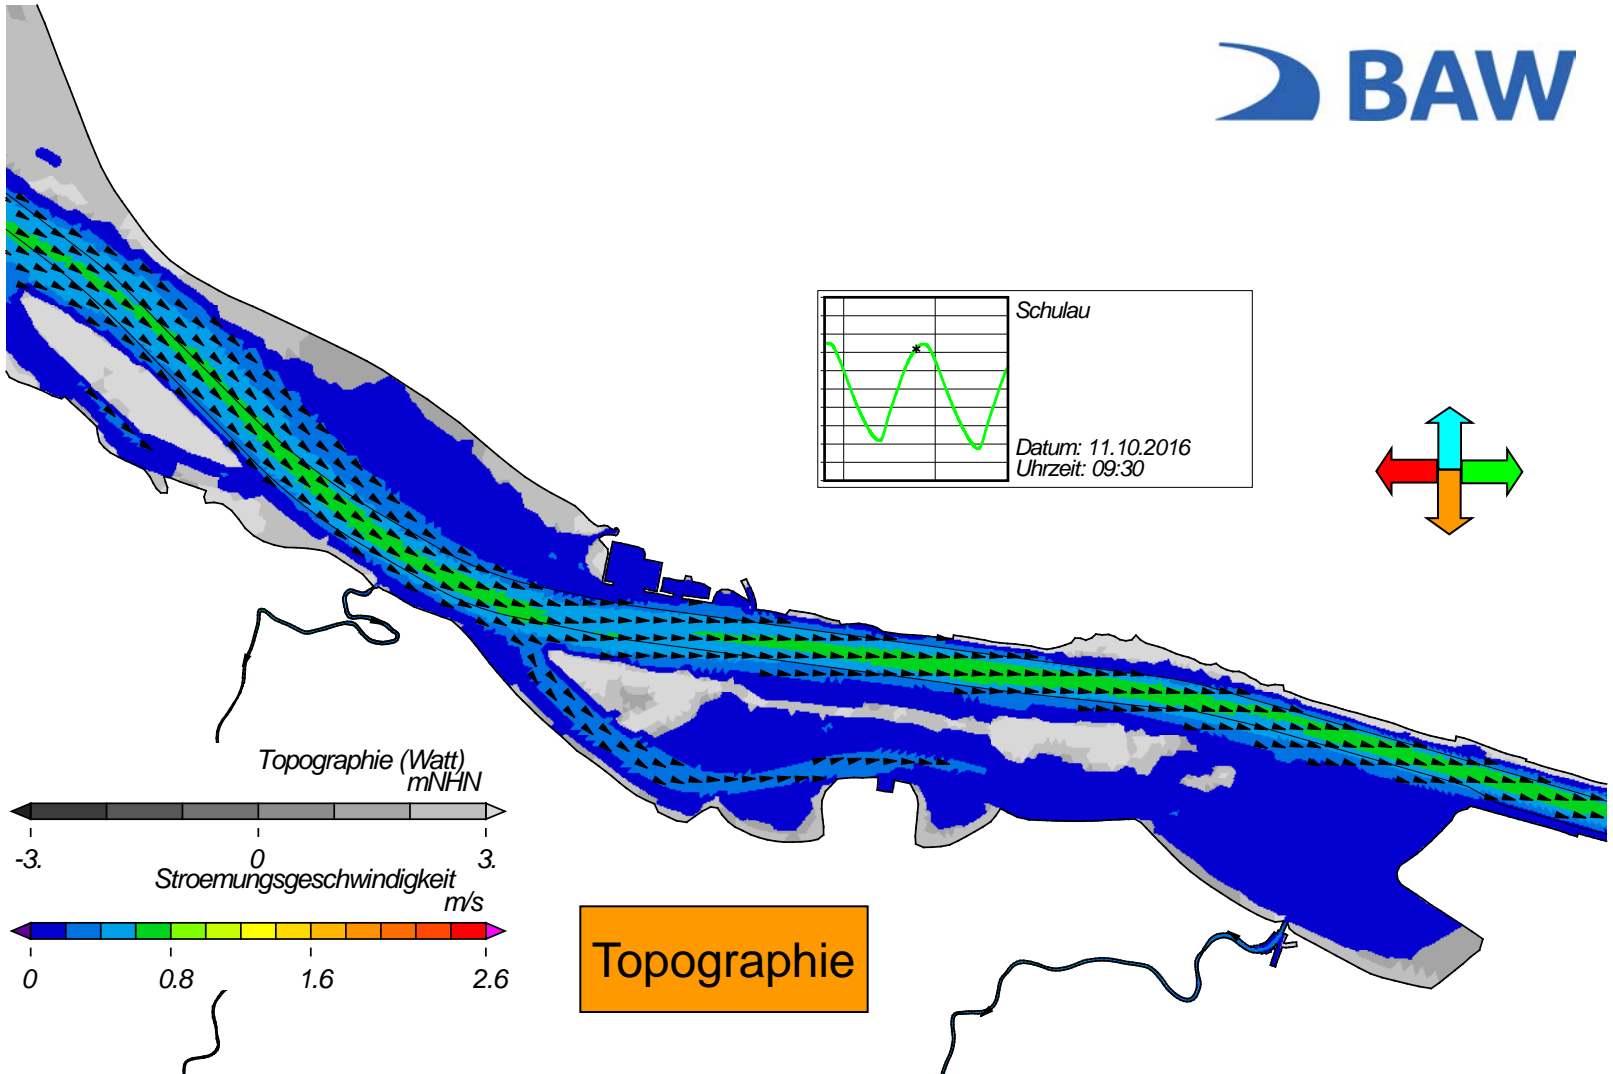 BAW
Schulau
Datum: 11.10.2016
Uhrzeit: 09:30
Topographie (Watt)
mNHN
-3. 0 3.
Stroemungsgeschwindigkeit
m/s
0 0.8 1.6 2.6
Topographie